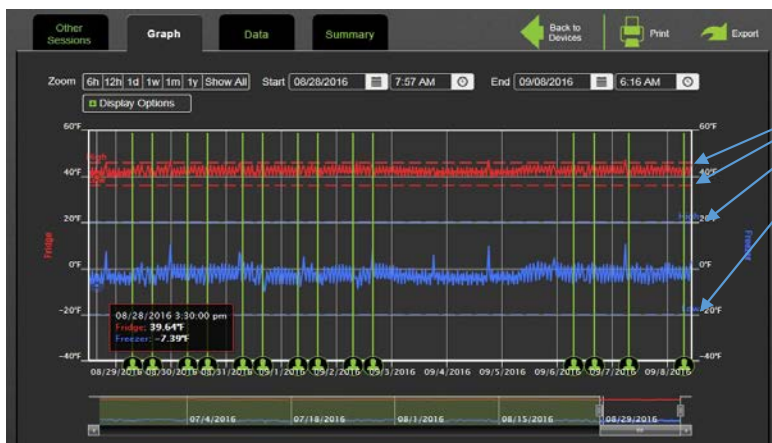 Other Sessions
Graph
Data
Summary
Back to Devices
Print
Export
Zoom 6h 12h 1d 1w 1m 1y Show All Start 08/28/2016 7:57 AM End 09/08/2016 6:16 AM
Display Options
60°F 60°F
High
40°F 40°F
20°F 20°F
High
Fridge
Freezer
0°F 0°F
-20°F -20°F
08/28/2016 3:30:00 pm
Fridge: 39.64°F
Freezer: -7.39°F
-40°F -40°F
08/29/2016 08/30/2016 08/31/2016 09/1/2016 09/2/2016 09/3/2016 09/4/2016 09/5/2016 09/6/2016 09/7/2016 09/8/2016
07/4/2016 07/18/2016 08/1/2016 08/15/2016 08/29/2016